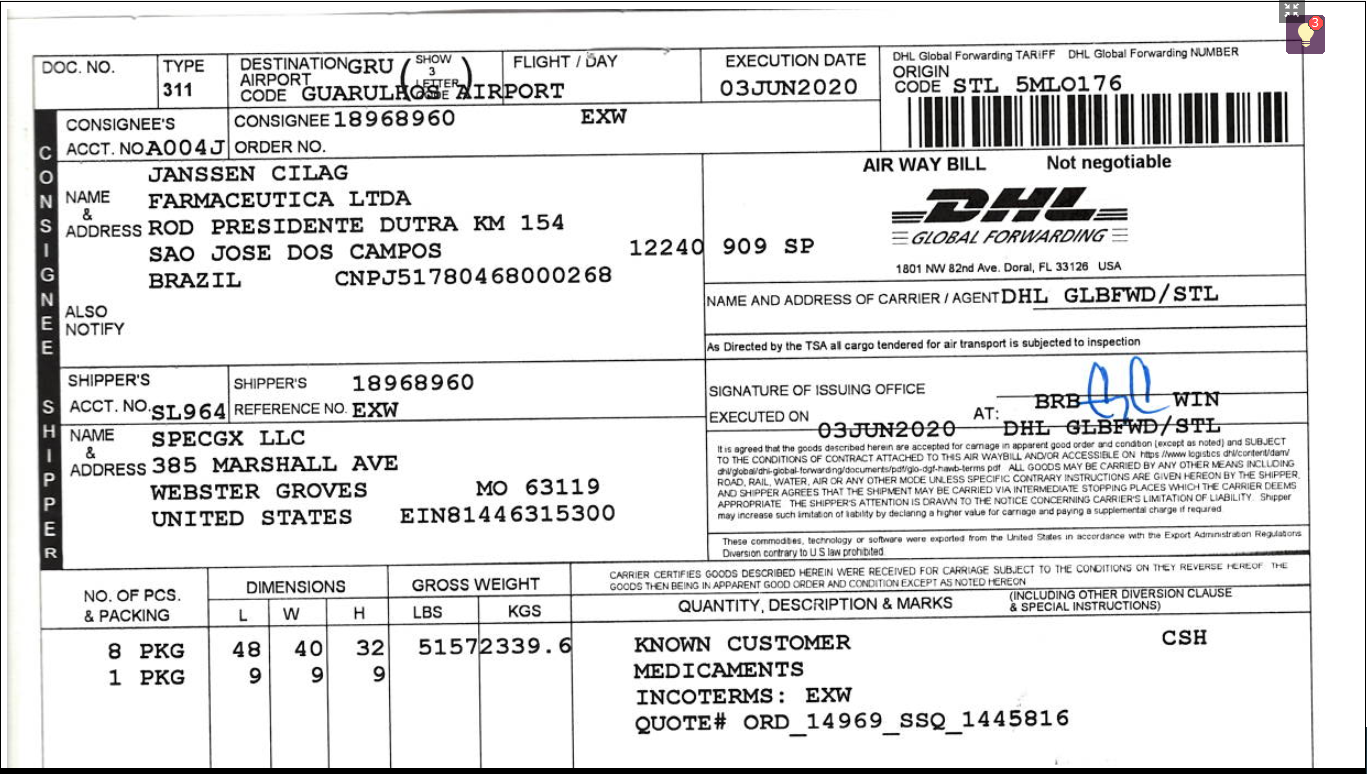 DOC. NO.
TYPE
311
DESTINATION GRU
AIRPORT
CODE GUARULHOS AIRPORT
( SHOW
3
LETTER
CODE )
FLIGHT / DAY
EXECUTION DATE
03JUN2020
DHL Global Forwarding TARIFF DHL Global Forwarding NUMBER
ORIGIN
CODE STL 5ML0176
3
CONSIGNEE SHIPPER
CONSIGNEE'S
ACCT. NO. A004J
CONSIGNEE 18968960 EXW
ORDER NO.
AIR WAY BILL Not negotiable
NAME
&
ADDRESS
JANSSEN CILAG
FARMACEUTICA LTDA
ROD PRESIDENTE DUTRA KM 154
SAO JOSE DOS CAMPOS 12240 909 SP
BRAZIL CNPJ51780468000268
DHL
GLOBAL FORWARDING
1801 NW 82nd Ave. Doral, FL 33126 USA
NAME AND ADDRESS OF CARRIER / AGENT DHL GLBFWD/STL
ALSO
NOTIFY
As Directed by the TSA all cargo tendered for air transport is subjected to inspection
SHIPPER'S
ACCT. NO. SL964
SHIPPER'S 18968960
REFERENCE NO. EXW
SIGNATURE OF ISSUING OFFICE BRB WIN
EXECUTED ON 03JUN2020 AT: DHL GLBFWD/STL
NAME
&
ADDRESS
SPECGX LLC
385 MARSHALL AVE
WEBSTER GROVES MO 63119
UNITED STATES EIN81446315300
It is agreed that the goods described herein are accepted for carriage in apparent good order and condition (except as noted) and SUBJECT
TO THE CONDITIONS OF CONTRACT ATTACHED TO THIS AIR WAYBILL AND/OR ACCESSIBLE ON https://www.logistics dhl/content/dam/
dhl/global/dhl-global-forwarding/documents/pdf/glo-dgf-hawb-terms.pdf ALL GOODS MAY BE CARRIED BY ANY OTHER MEANS INCLUDING
ROAD, RAIL, WATER, AIR OR ANY OTHER MODE UNLESS SPECIFIC CONTRARY INSTRUCTIONS ARE GIVEN HEREON BY THE SHIPPER,
AND SHIPPER AGREES THAT THE SHIPMENT MAY BE CARRIED VIA INTERMEDIATE STOPPING PLACES WHICH THE CARRIER DEEMS
APPROPRIATE THE SHIPPER'S ATTENTION IS DRAWN TO THE NOTICE CONCERNING CARRIER'S LIMITATION OF LIABILITY. Shipper
may increase such limitation of liability by declaring a higher value for carriage and paying a supplemental charge if required
These commodities, technology or software were exported from the United States in accordance with the Export Administration Regulations
Diversion contrary to U S law prohibited
NO. OF PCS.
& PACKING
DIMENSIONS
L W H
GROSS WEIGHT
LBS KGS
CARRIER CERTIFIES GOODS DESCRIBED HEREIN WERE RECEIVED FOR CARRIAGE SUBJECT TO THE CONDITIONS ON THEY REVERSE HEREOF THE
GOODS THEN BEING IN APPARENT GOOD ORDER AND CONDITION EXCEPT AS NOTED HEREON
QUANTITY, DESCRIPTION & MARKS
(INCLUDING OTHER DIVERSION CLAUSE
& SPECIAL INSTRUCTIONS)
8 PKG 48 40 32 5157 2339.6
1 PKG 9 9 9
KNOWN CUSTOMER CSH
MEDICAMENTS
INCOTERMS: EXW
QUOTE# ORD_14969_SSQ_1445816